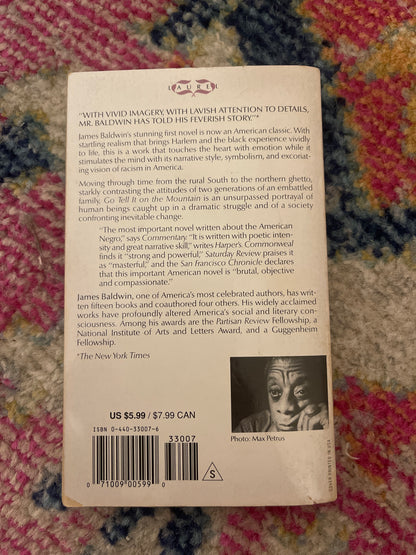 LAUREL
"WITH VIVID IMAGERY, WITH LAVISH ATTENTION TO DETAILS,
MR. BALDWIN HAS TOLD HIS FEVERISH STORY."*
James Baldwin's stunning first novel is now an American classic. With
startling realism that brings Harlem and the black experience vividly
to life, this is a work that touches the heart with emotion while it
stimulates the mind with its narrative style, symbolism, and excoriat-
ing vision of racism in America.
Moving through time from the rural South to the northern ghetto,
starkly contrasting the attitudes of two generations of an embattled
family, Go Tell It on the Mountain is an unsurpassed portrayal of
human beings caught up in a dramatic struggle and of a society
confronting inevitable change.
"The most important novel written about the American
Negro," says Commentary. "It is written with poetic inten-
sity and great narrative skill," writes Harper's. Commonweal
finds it "strong and powerful," Saturday Review praises it
as "masterful," and the San Francisco Chronicle declares
that this important American novel is "brutal, objective
and compassionate."
James Baldwin, one of America's most celebrated authors, has writ-
ten fifteen books and coauthored four others. His widely acclaimed
works have profoundly altered America's social and literary con-
sciousness. Among his awards are the Partisan Review Fellowship, a
National Institute of Arts and Letters Award, and a Guggenheim
Fellowship.
*The New York Times
US $5.99 / $7.99 CAN
ISBN 0-440-33007-6
33007
0 71009 00599 0
S
Photo: Max Petrus